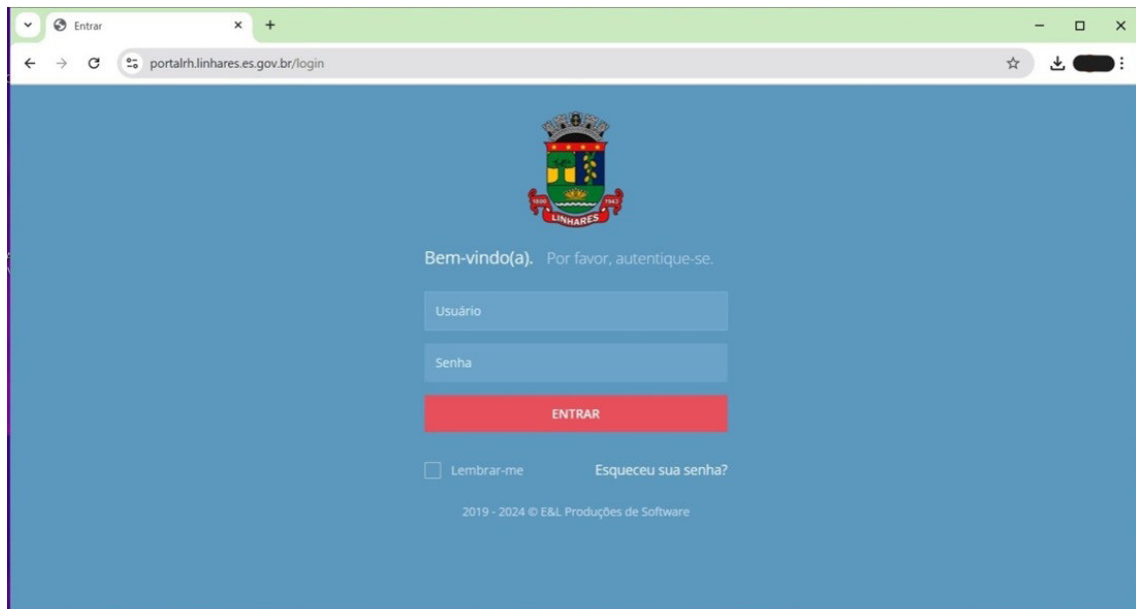 Entrar
portalrh.linhares.es.gov.br/login
1800 1943
LINHARES
Bem-vindo(a). Por favor, autentique-se.
Usuário
Senha
ENTRAR
Lembrar-me Esqueceu sua senha?
2019 - 2024 © E&L Produções de Software